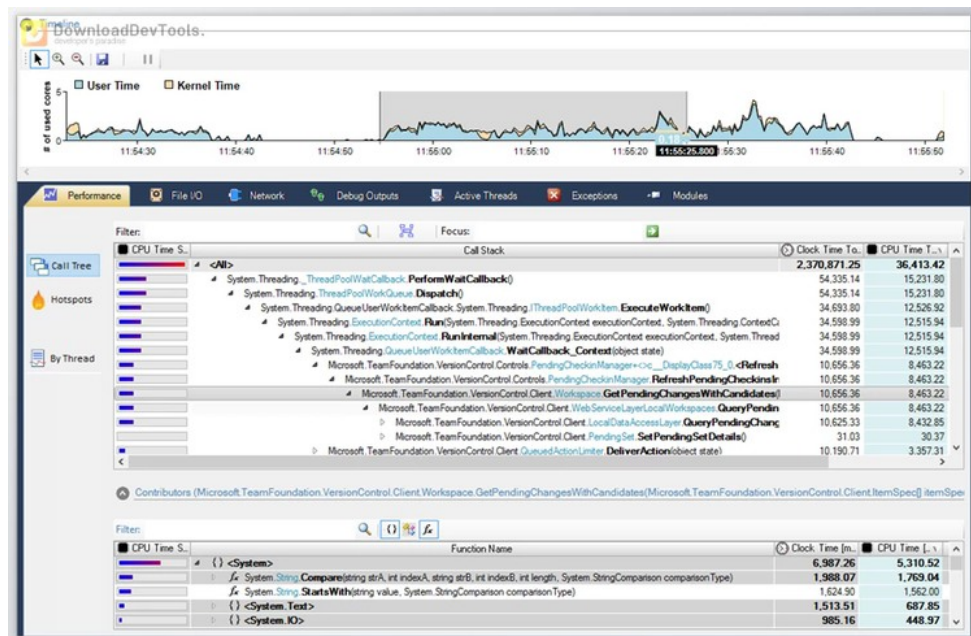 Timeline
DownloadDevTools.
developer's paradise
User Time
Kernel Time
# of used cores
5
0
-0.18
11:54:30
11:54:40
11:54:50
11:55:00
11:55:10
11:55:20
11:55:25.800
:55:30
11:55:40
11:55:50
Performance
File I/O
Network
Debug Outputs
Active Threads
Exceptions
Modules
Filter:
Focus:
CPU Time S...
Call Stack
Clock Time To..
CPU Time T...
Call Tree
Hotspots
By Thread
<All> 2,370,871.25 36,413.42
System.Threading._ThreadPoolWaitCallback.PerformWaitCallback() 54,335.14 15,231.80
System.Threading.ThreadPoolWorkQueue.Dispatch() 54,335.14 15,231.80
System.Threading.QueueUserWorkItemCallback.System.Threading.IThreadPoolWorkItem.ExecuteWorkItem() 34,693.80 12,526.92
System.Threading.ExecutionContext.Run(System.Threading.ExecutionContext executionContext, System.Threading.ContextCa 34,598.99 12,515.94
System.Threading.ExecutionContext.RunInternal(System.Threading.ExecutionContext executionContext, System.Thread 34,598.99 12,515.94
System.Threading.QueueUserWorkItemCallback.WaitCallback_Context(object state) 34,598.99 12,515.94
Microsoft.TeamFoundation.VersionControl.Controls.PendingCheckinManager+<>c__DisplayClass75_0.<Refresh 10,656.36 8,463.22
Microsoft.TeamFoundation.VersionControl.Controls.PendingCheckinManager.RefreshPendingCheckinsIr 10,656.36 8,463.22
Microsoft.TeamFoundation.VersionControl.Client.Workspace.GetPendingChangesWithCandidates(I 10,656.36 8,463.22
Microsoft.TeamFoundation.VersionControl.Client.WebServiceLayerLocalWorkspaces.QueryPendin 10,656.36 8,463.22
Microsoft.TeamFoundation.VersionControl.Client.LocalDataAccessLayer.QueryPendingChang 10,625.33 8,432.85
Microsoft.TeamFoundation.VersionControl.Client.PendingSet.SetPendingSetDetails() 31.03 30.37
Microsoft.TeamFoundation.VersionControl.Client.QueuedActionLimiter.DeliverAction(object state) 10,190.71 3,357.31
Contributors (Microsoft.TeamFoundation.VersionControl.Client.Workspace.GetPendingChangesWithCandidates(Microsoft.TeamFoundation.VersionControl.Client.ItemSpec[] itemSpe
Filter:
CPU Time S...
Function Name
Clock Time [m..
CPU Time [..
{} <System> 6,987.26 5,310.52
fx System.String.Compare(string strA, int indexA, string strB, int indexB, int length, System.StringComparison comparisonType) 1,988.07 1,769.04
fx System.String.StartsWith(string value, System.StringComparison comparisonType) 1,624.90 1,562.00
{} <System.Text> 1,513.51 687.85
{} <System.IO> 985.16 448.97